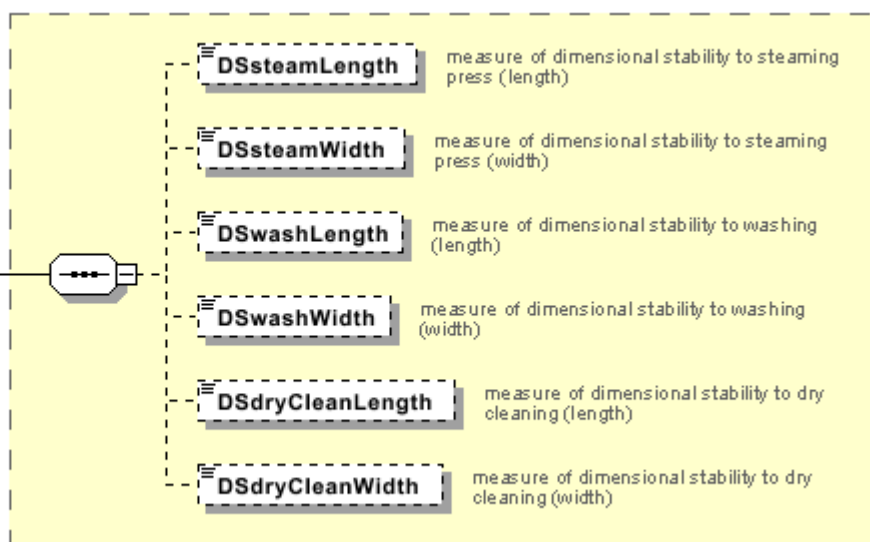 DSsteamLength
measure of dimensional stability to steaming
press (length)
DSsteamWidth
measure of dimensional stability to steaming
press (width)
DSwashLength
measure of dimensional stability to washing
(length)
DSwashWidth
measure of dimensional stability to washing
(width)
DSdryCleanLength
measure of dimensional stability to dry
cleaning (length)
DSdryCleanWidth
measure of dimensional stability to dry
cleaning (width)